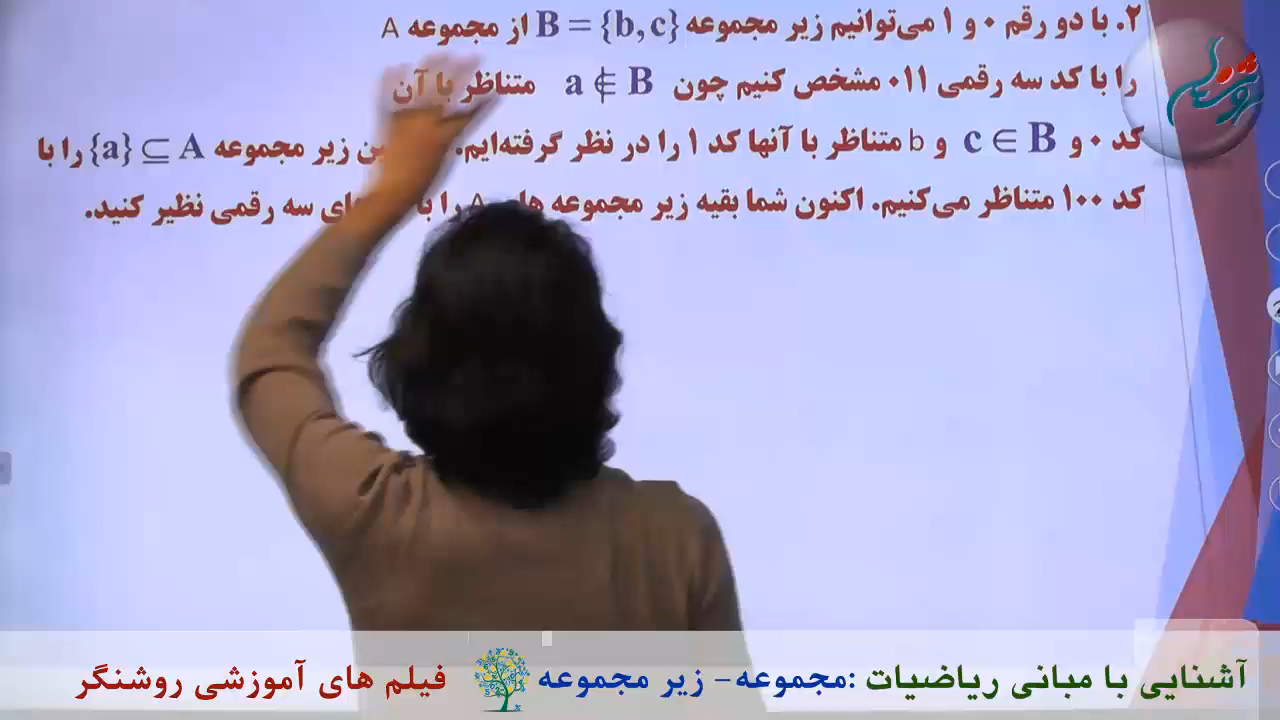 ۲. با دو رقم ۰ و ۱ می‌توانیم زیر مجموعه B = {b, c} از مجموعه A
را با کد سه رقمی ۰۱۱ مشخص کنیم چون a ∉ B متناظر با آن
کد ۰ و c ∈ B و b متناظر با آنها کد ۱ را در نظر گرفته‌ایم. زیر مجموعه {a} ⊆ A را با
کد ۱۰۰ متناظر می‌کنیم. اکنون شما بقیه زیر مجموعه های A را با های سه رقمی نظیر کنید.
آشنایی با مبانی ریاضیات :مجموعه- زیر مجموعه فیلم های آموزشی روشنگر